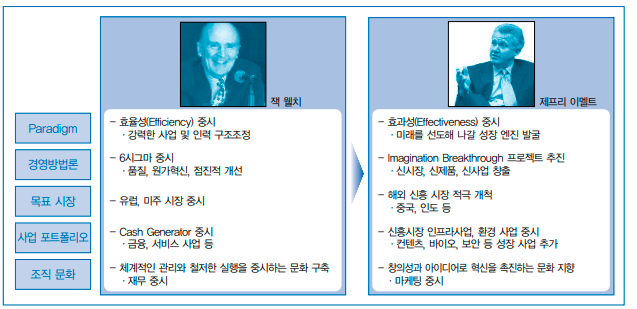 잭 웰치
제프리 이멜트
Paradigm
- 효율성(Efficiency) 중시
· 강력한 사업 및 인력 구조조정
- 효과성(Effectiveness) 중시
· 미래를 선도해 나갈 성장 엔진 발굴
경영방법론
- 6시그마 중시
· 품질, 원가혁신, 점진적 개선
- Imagination Breakthrough 프로젝트 추진
· 신시장, 신제품, 신사업 창출
목표 시장
- 유럽, 미주 시장 중시
- 해외 신흥 시장 적극 개척
· 중국, 인도 등
사업 포트폴리오
- Cash Generator 중시
· 금융, 서비스 사업 등
- 신흥시장 인프라사업, 환경 사업 중시
· 컨텐츠, 바이오, 보안 등 성장 사업 추가
조직 문화
- 체계적인 관리와 철저한 실행을 중시하는 문화 구축
· 재무 중시
- 창의성과 아이디어로 혁신을 촉진하는 문화 지향
· 마케팅 중시